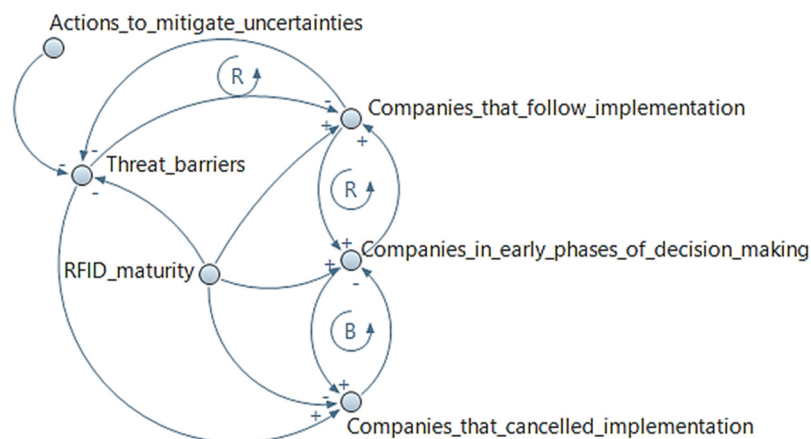 Actions_to_mitigate_uncertainties
R
-
Companies_that_follow_implementation
+
+
-
-
Threat_barriers
-
R
+
Companies_in_early_phases_of_decision_making
+
RFID_maturity
-
B
+
-
+
Companies_that_cancelled_implementation